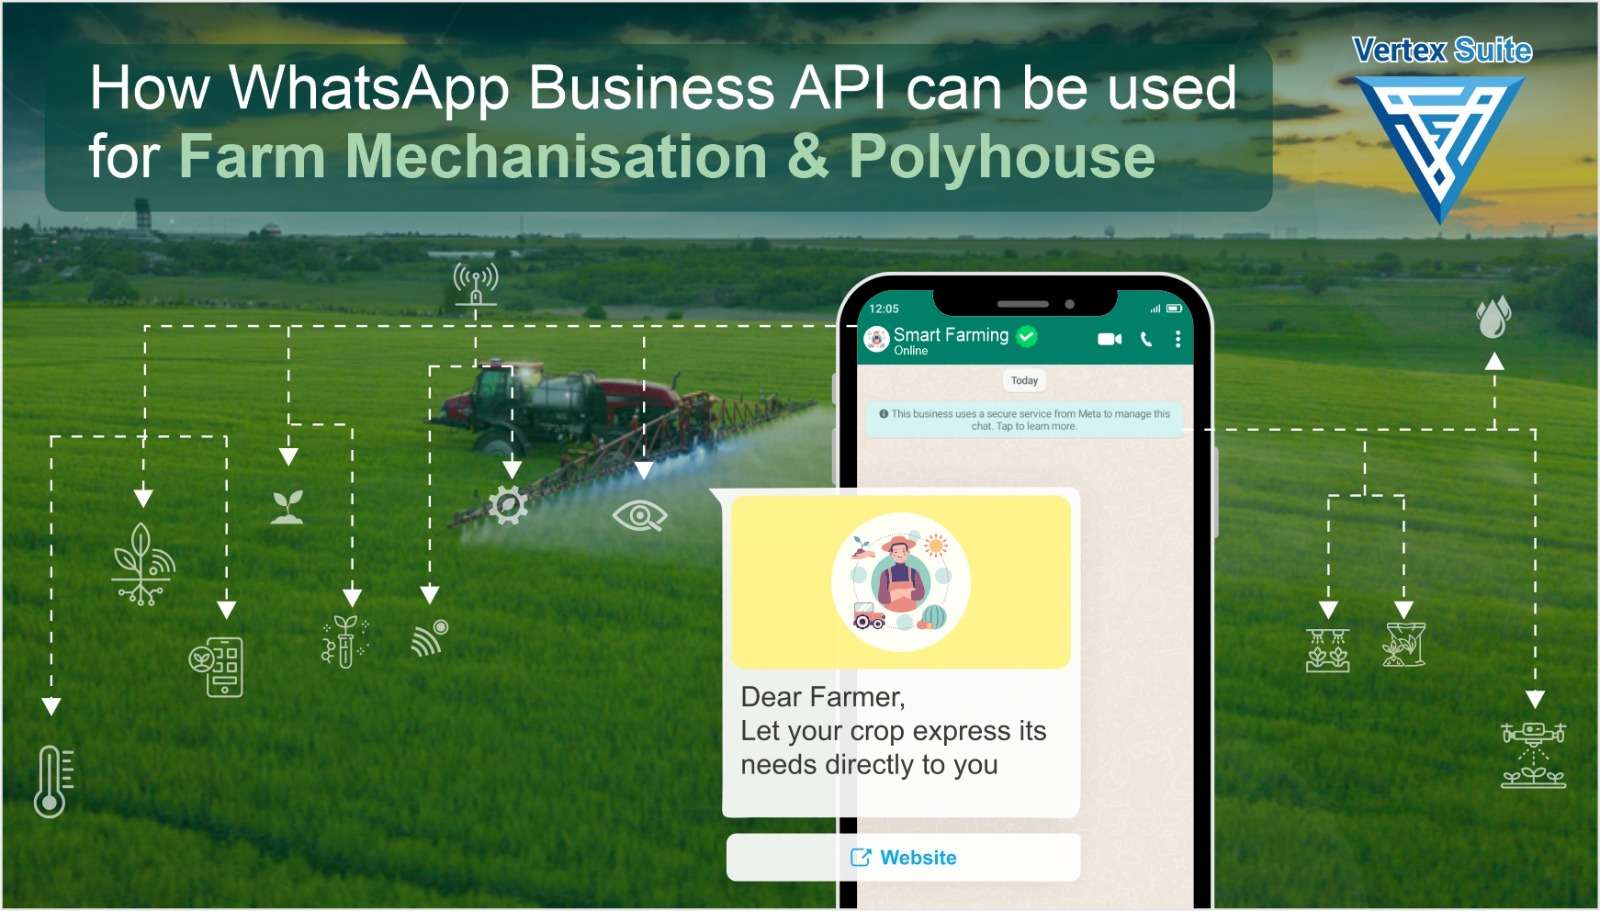 How WhatsApp Business API can be used
for Farm Mechanisation & Polyhouse
Vertex Suite
12:05
Smart Farming
Online
Today
This business uses a secure service from Meta to manage this
chat. Tap to learn more.
Dear Farmer,
Let your crop express its
needs directly to you
Website